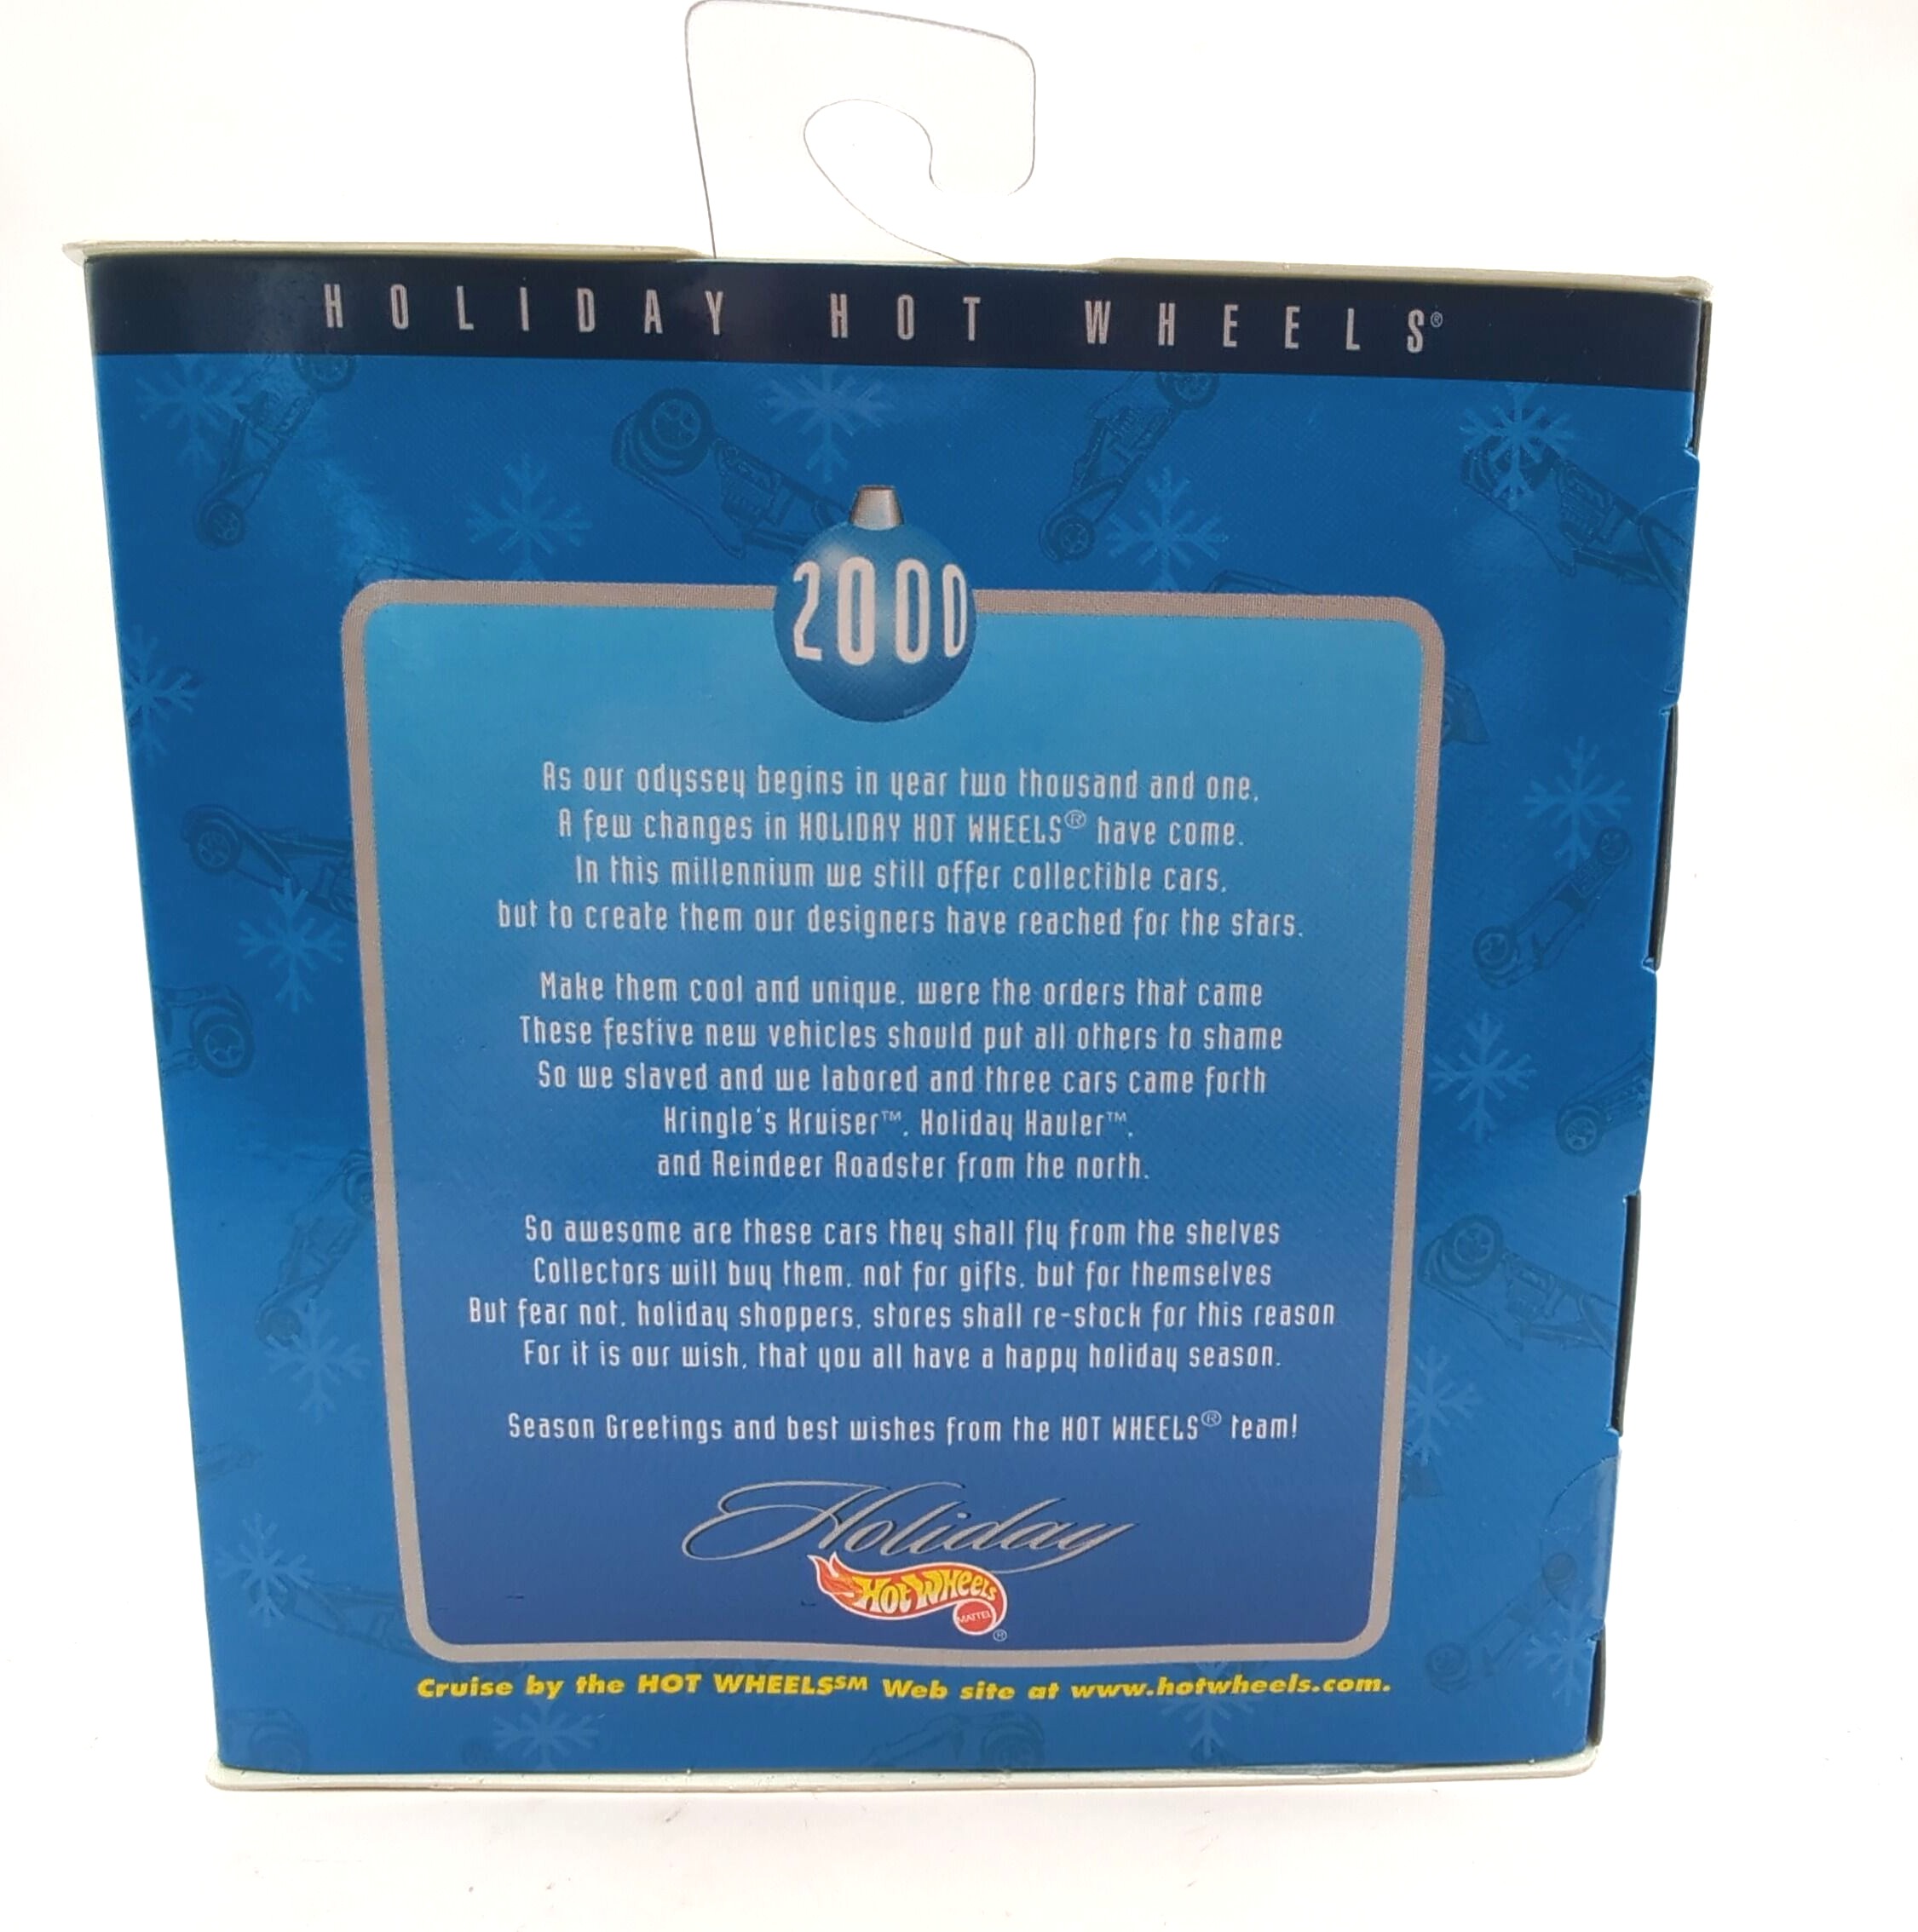 HOLIDAY HOT WHEELS®
2000
As our odyssey begins in year two thousand and one,
A few changes in HOLIDAY HOT WHEELS® have come.
In this millennium we still offer collectible cars,
but to create them our designers have reached for the stars.
Make them cool and unique, were the orders that came
These festive new vehicles should put all others to shame
So we slaved and we labored and three cars came forth
Kringle's Kruiser™, Holiday Hauler™,
and Reindeer Roadster from the north.
So awesome are these cars they shall fly from the shelves
Collectors will buy them, not for gifts, but for themselves
But fear not, holiday shoppers, stores shall re-stock for this reason
For it is our wish, that you all have a happy holiday season.
Season Greetings and best wishes from the HOT WHEELS® team!
Holiday
Hot Wheels
MATTEL
®
Cruise by the HOT WHEELS℠ Web site at www.hotwheels.com.